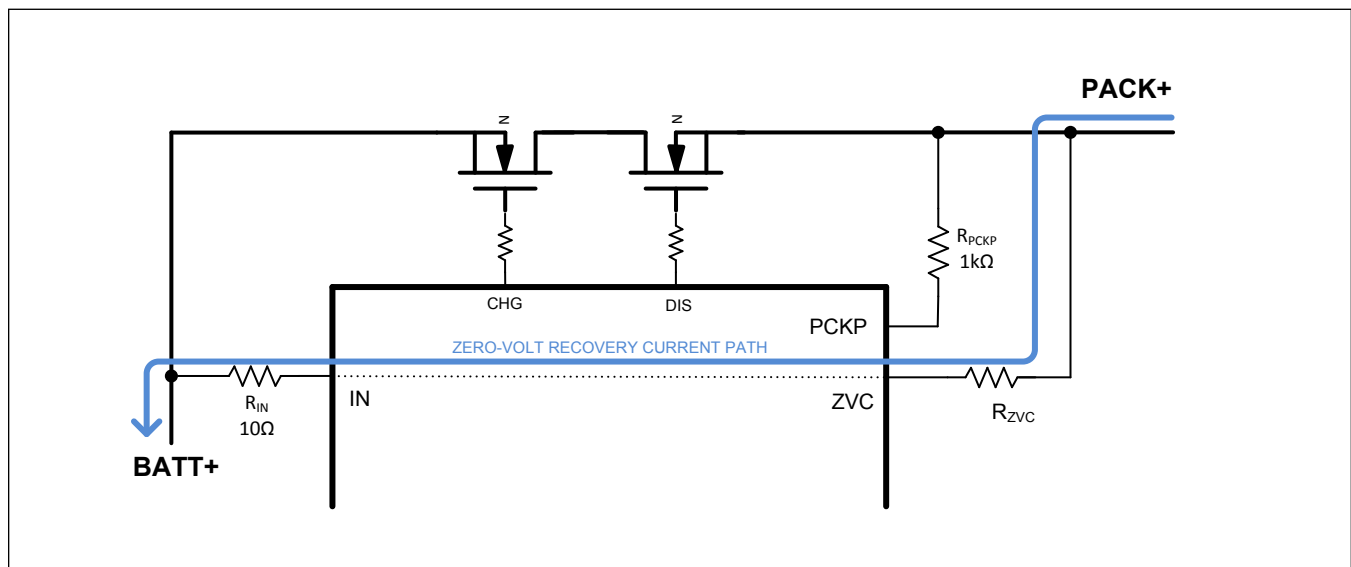 PACK+
N
N
R_PCKP
1kΩ
CHG
DIS
PCKP
ZERO-VOLT RECOVERY CURRENT PATH
R_IN
10Ω
IN
ZVC
R_ZVC
BATT+